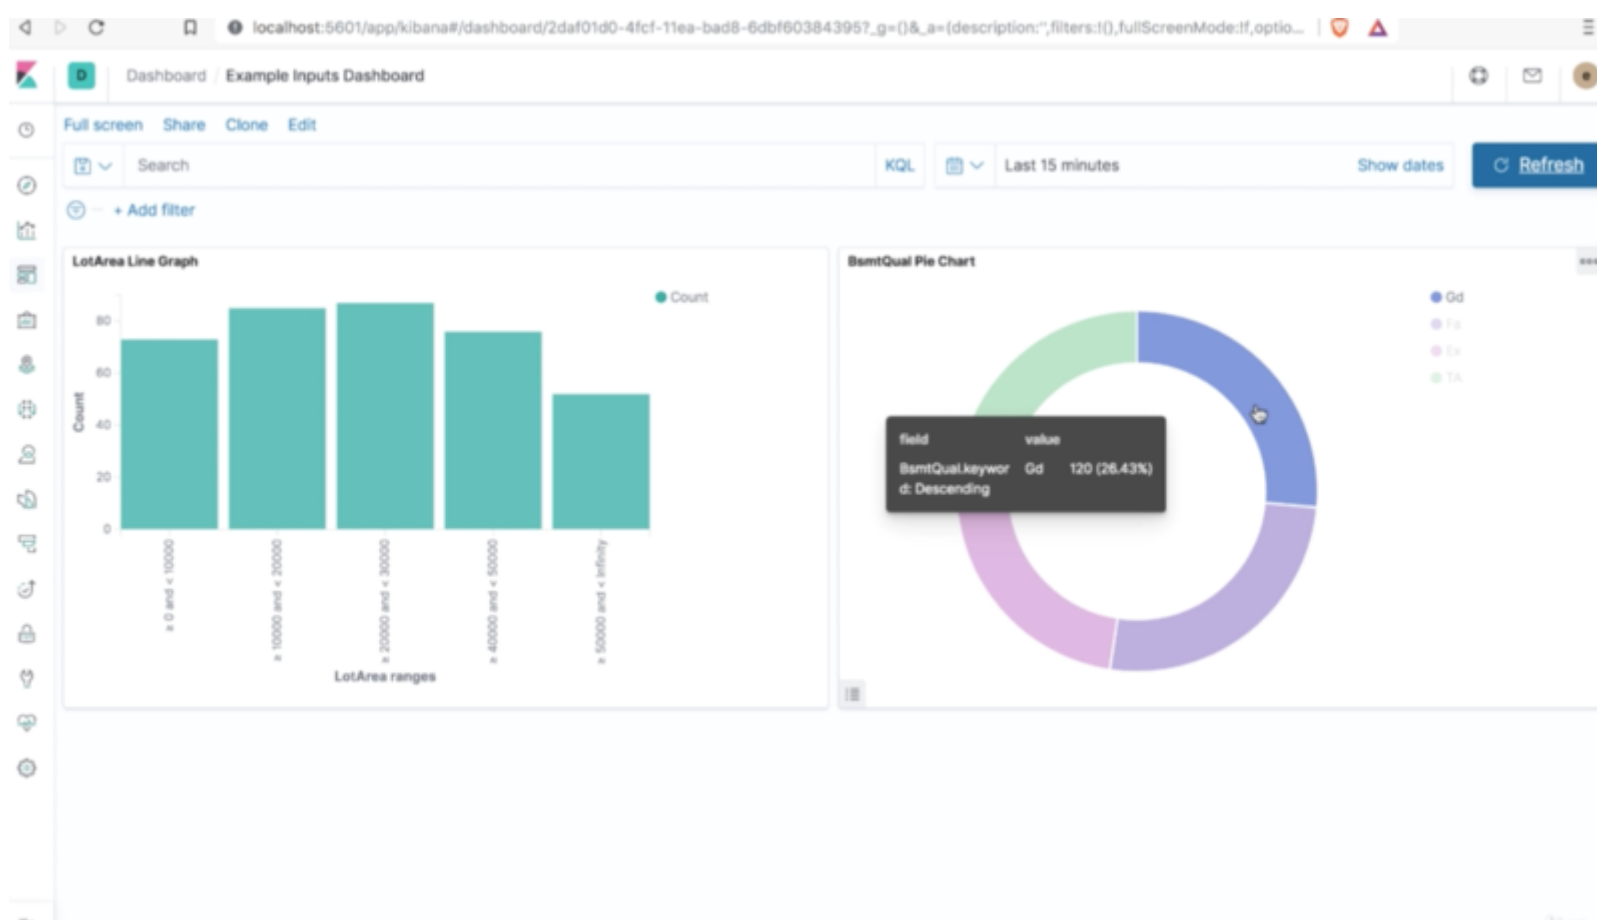 localhost:5601/app/kibana#/dashboard/2daf01d0-4fcf-11ea-bad8-6dbf60384395?_g=()&_a=(description:'',filters:!(),fullScreenMode:!f,optio...
D Dashboard / Example Inputs Dashboard e
Full screen Share Clone Edit
Search KQL Last 15 minutes Show dates Refresh
+ Add filter
LotArea Line Graph
Count
80
60
40
20
0
Count
≥ 0 and < 10000
≥ 10000 and < 20000
≥ 20000 and < 30000
≥ 40000 and < 50000
≥ 50000 and < Infinity
LotArea ranges
BsmtQual Pie Chart
Gd
Fa
Ex
TA
field value
BsmtQual.keywor Gd 120 (26.43%)
d: Descending